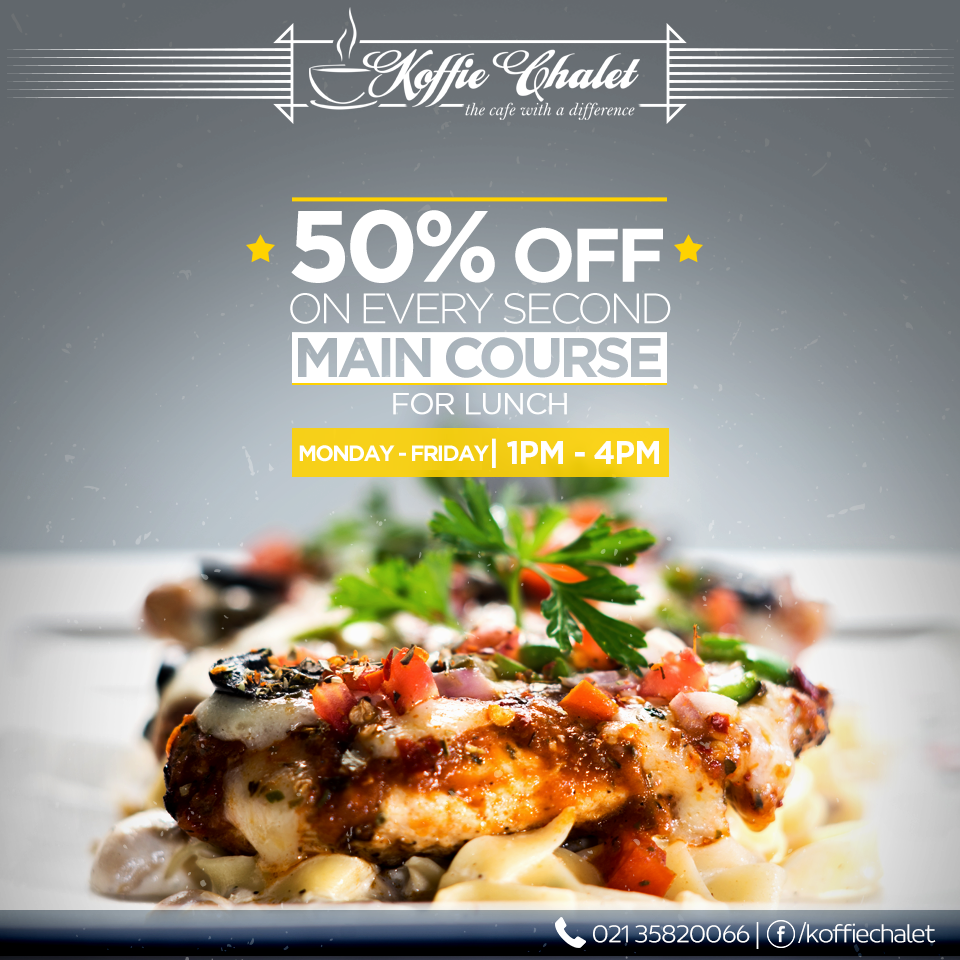 Koffie Chalet
the cafe with a difference
50% OFF
ON EVERY SECOND
MAIN COURSE
FOR LUNCH
MONDAY - FRIDAY | 1PM - 4PM
021 35820066 | f /koffiechalet